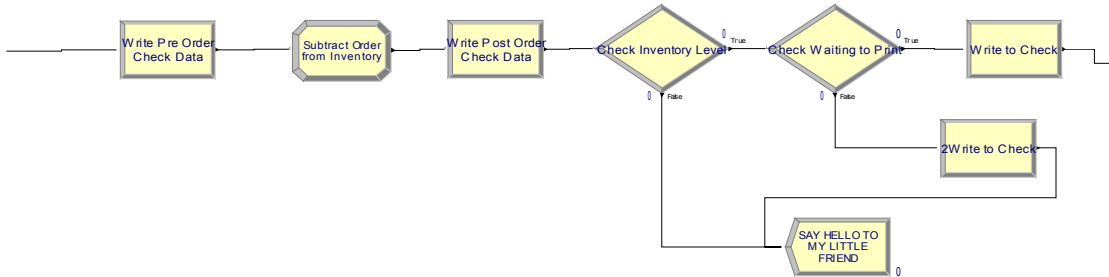 Write Pre Order
Check Data
Subtract Order
from Inventory
Write Post Order
Check Data
Check Inventory Level
0
True
0
False
Check Waiting to Print
0
True
0
False
Write to Check
2Write to Check
SAY HELLO TO
MY LITTLE
FRIEND
0